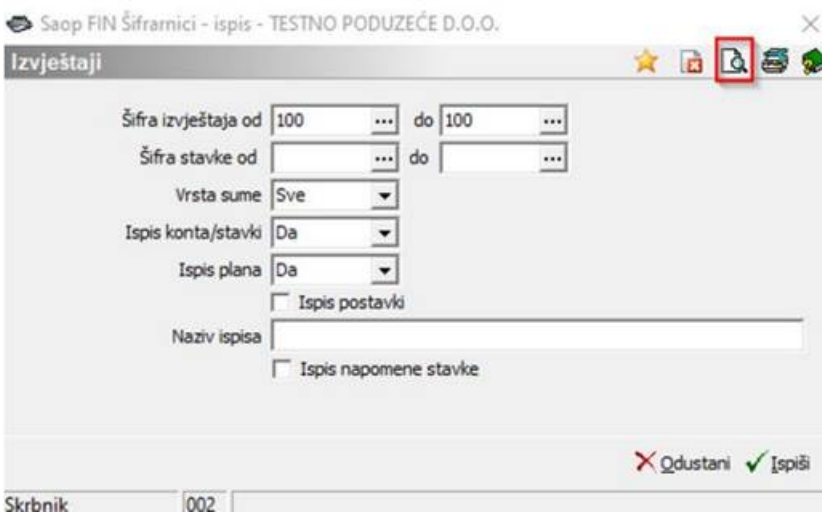 Saop FIN Šifrarnici - ispis - TESTNO PODUZEĆE D.O.O.
Izvještaji
Šifra izvještaja od 100 ... do 100 ...
Šifra stavke od ... do ...
Vrsta sume Sve
Ispis konta/stavki Da
Ispis plana Da
Ispis postavki
Naziv ispisa
Ispis napomene stavke
Odustani Ispiši
Skrbnik 002